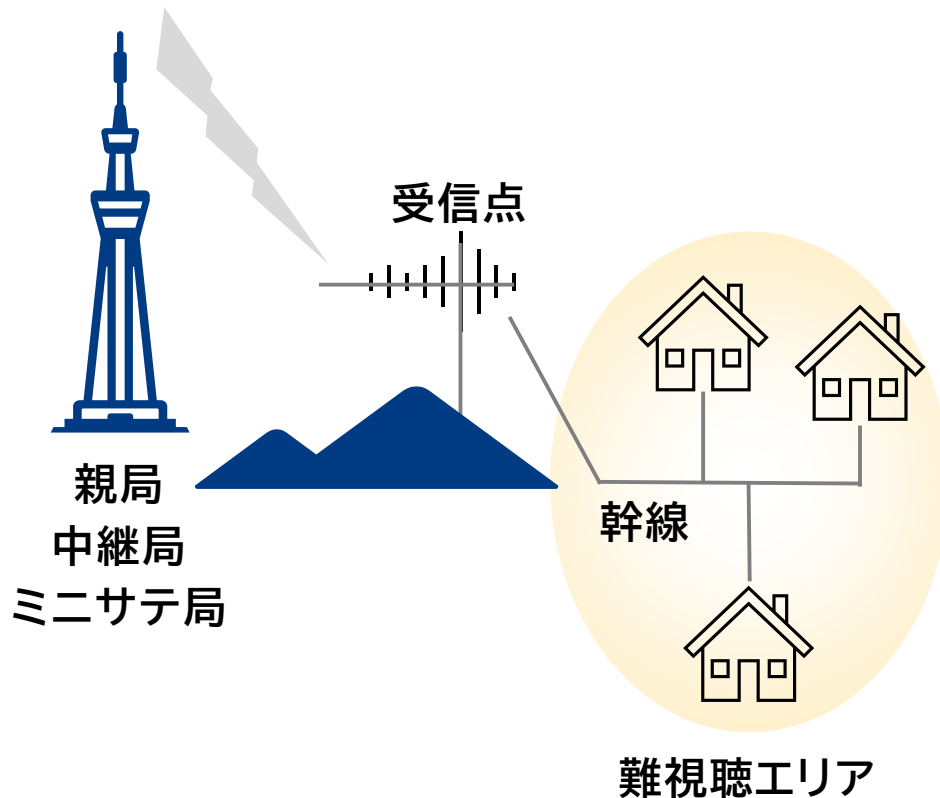 受信点
親局
中継局
ミニサテ局
幹線
難視聴エリア